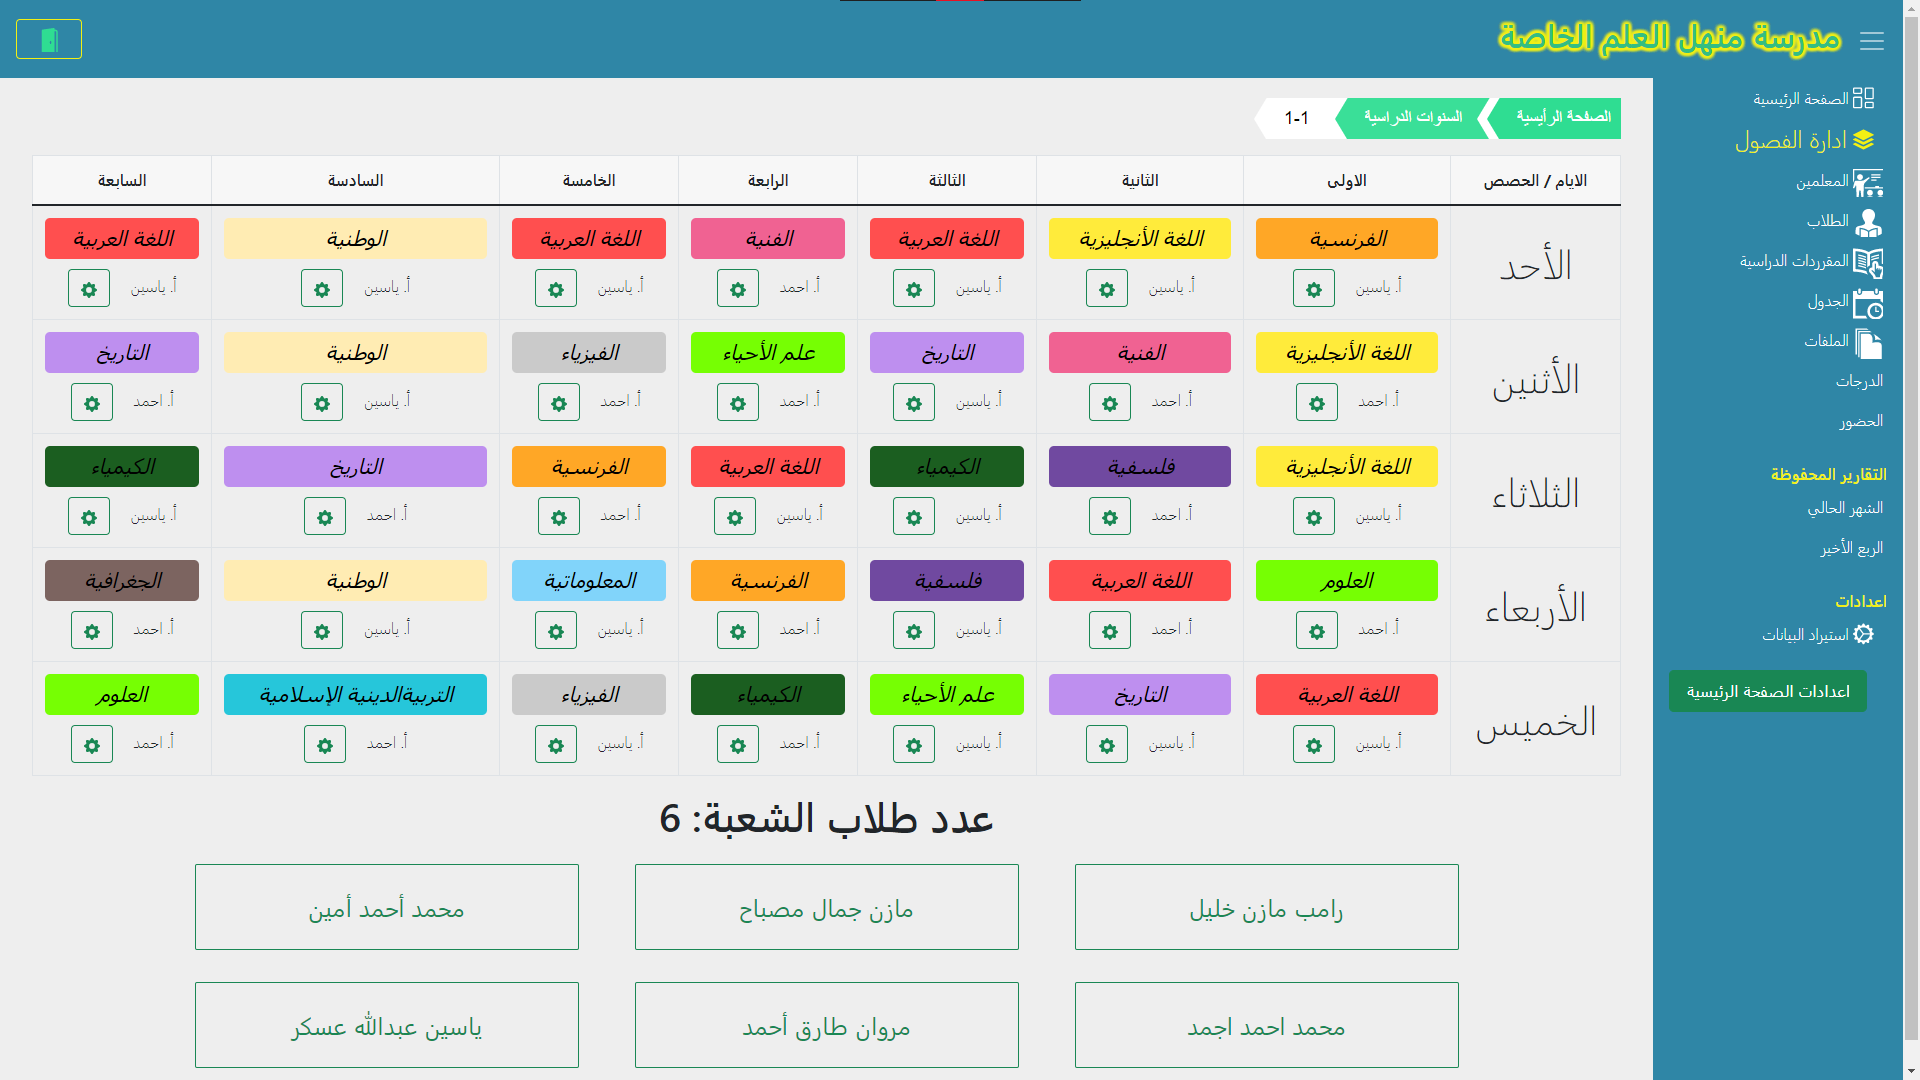 مدرسة منهل العلم الخاصة
الصفحة الرئيسية
ادارة الفصول
المعلمين
الطلاب
المقرردات الدراسية
الجدول
الملفات
الدرجات
الحضور
التقارير المحفوظة
الشهر الحالي
الربع الأخير
اعدادات
استيراد البيانات
اعدادات الصفحة الرئيسية
الصفحة الرأيسية السنوات الدراسية 1-1
الايام / الحصص الاولى الثانية الثالثة الرابعة الخامسة السادسة السابعة
الأحد الفرنسية اللغة الأنجليزية اللغة العربية الفنية اللغة العربية الوطنية اللغة العربية
أ. ياسين أ. ياسين أ. ياسين أ. احمد أ. ياسين أ. ياسين أ. ياسين
الأثنين اللغة الأنجليزية الفنية التاريخ علم الأحياء الفيزياء الوطنية التاريخ
أ. احمد أ. احمد أ. ياسين أ. احمد أ. احمد أ. ياسين أ. احمد
الثلاثاء اللغة الأنجليزية فلسفية الكيمياء اللغة العربية الفرنسية التاريخ الكيمياء
أ. ياسين أ. احمد أ. ياسين أ. ياسين أ. احمد أ. احمد أ. ياسين
الأربعاء العلوم اللغة العربية فلسفية الفرنسية المعلوماتية الوطنية الجغرافية
أ. احمد أ. احمد أ. ياسين أ. احمد أ. ياسين أ. ياسين أ. احمد
الخميس اللغة العربية التاريخ علم الأحياء الكيمياء الفيزياء التربيةالدينية الإسلامية العلوم
أ. ياسين أ. ياسين أ. ياسين أ. احمد أ. ياسين أ. احمد أ. احمد
عدد طلاب الشعبة: 6
رامب مازن خليل مازن جمال مصباح محمد أحمد أمين
محمد احمد اجمد مروان طارق أحمد ياسين عبدالله عسكر